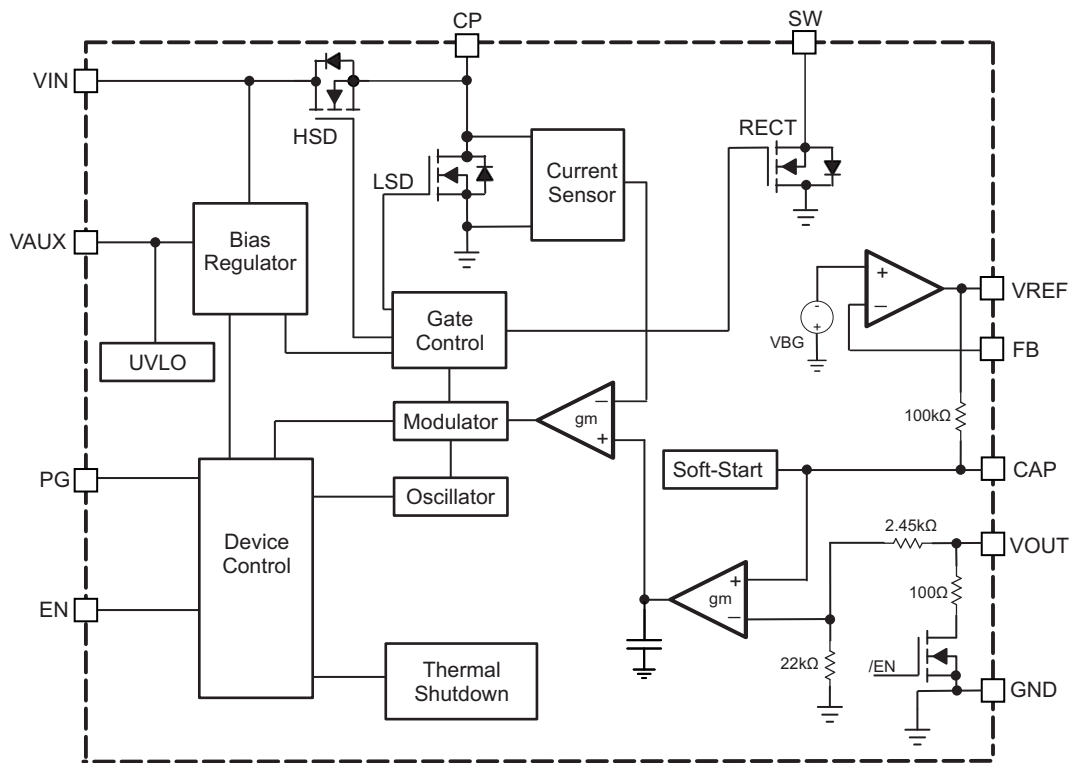 CP
SW
VIN
HSD
RECT
LSD
Current
Sensor
VAUX
Bias
Regulator
+
−
VREF
-
+
VBG
Gate
Control
FB
UVLO
−
gm
+
Modulator
100kΩ
PG
Oscillator
Soft-Start
CAP
Device
Control
2.45kΩ
VOUT
+
gm
−
100Ω
EN
22kΩ
/EN
Thermal
Shutdown
GND